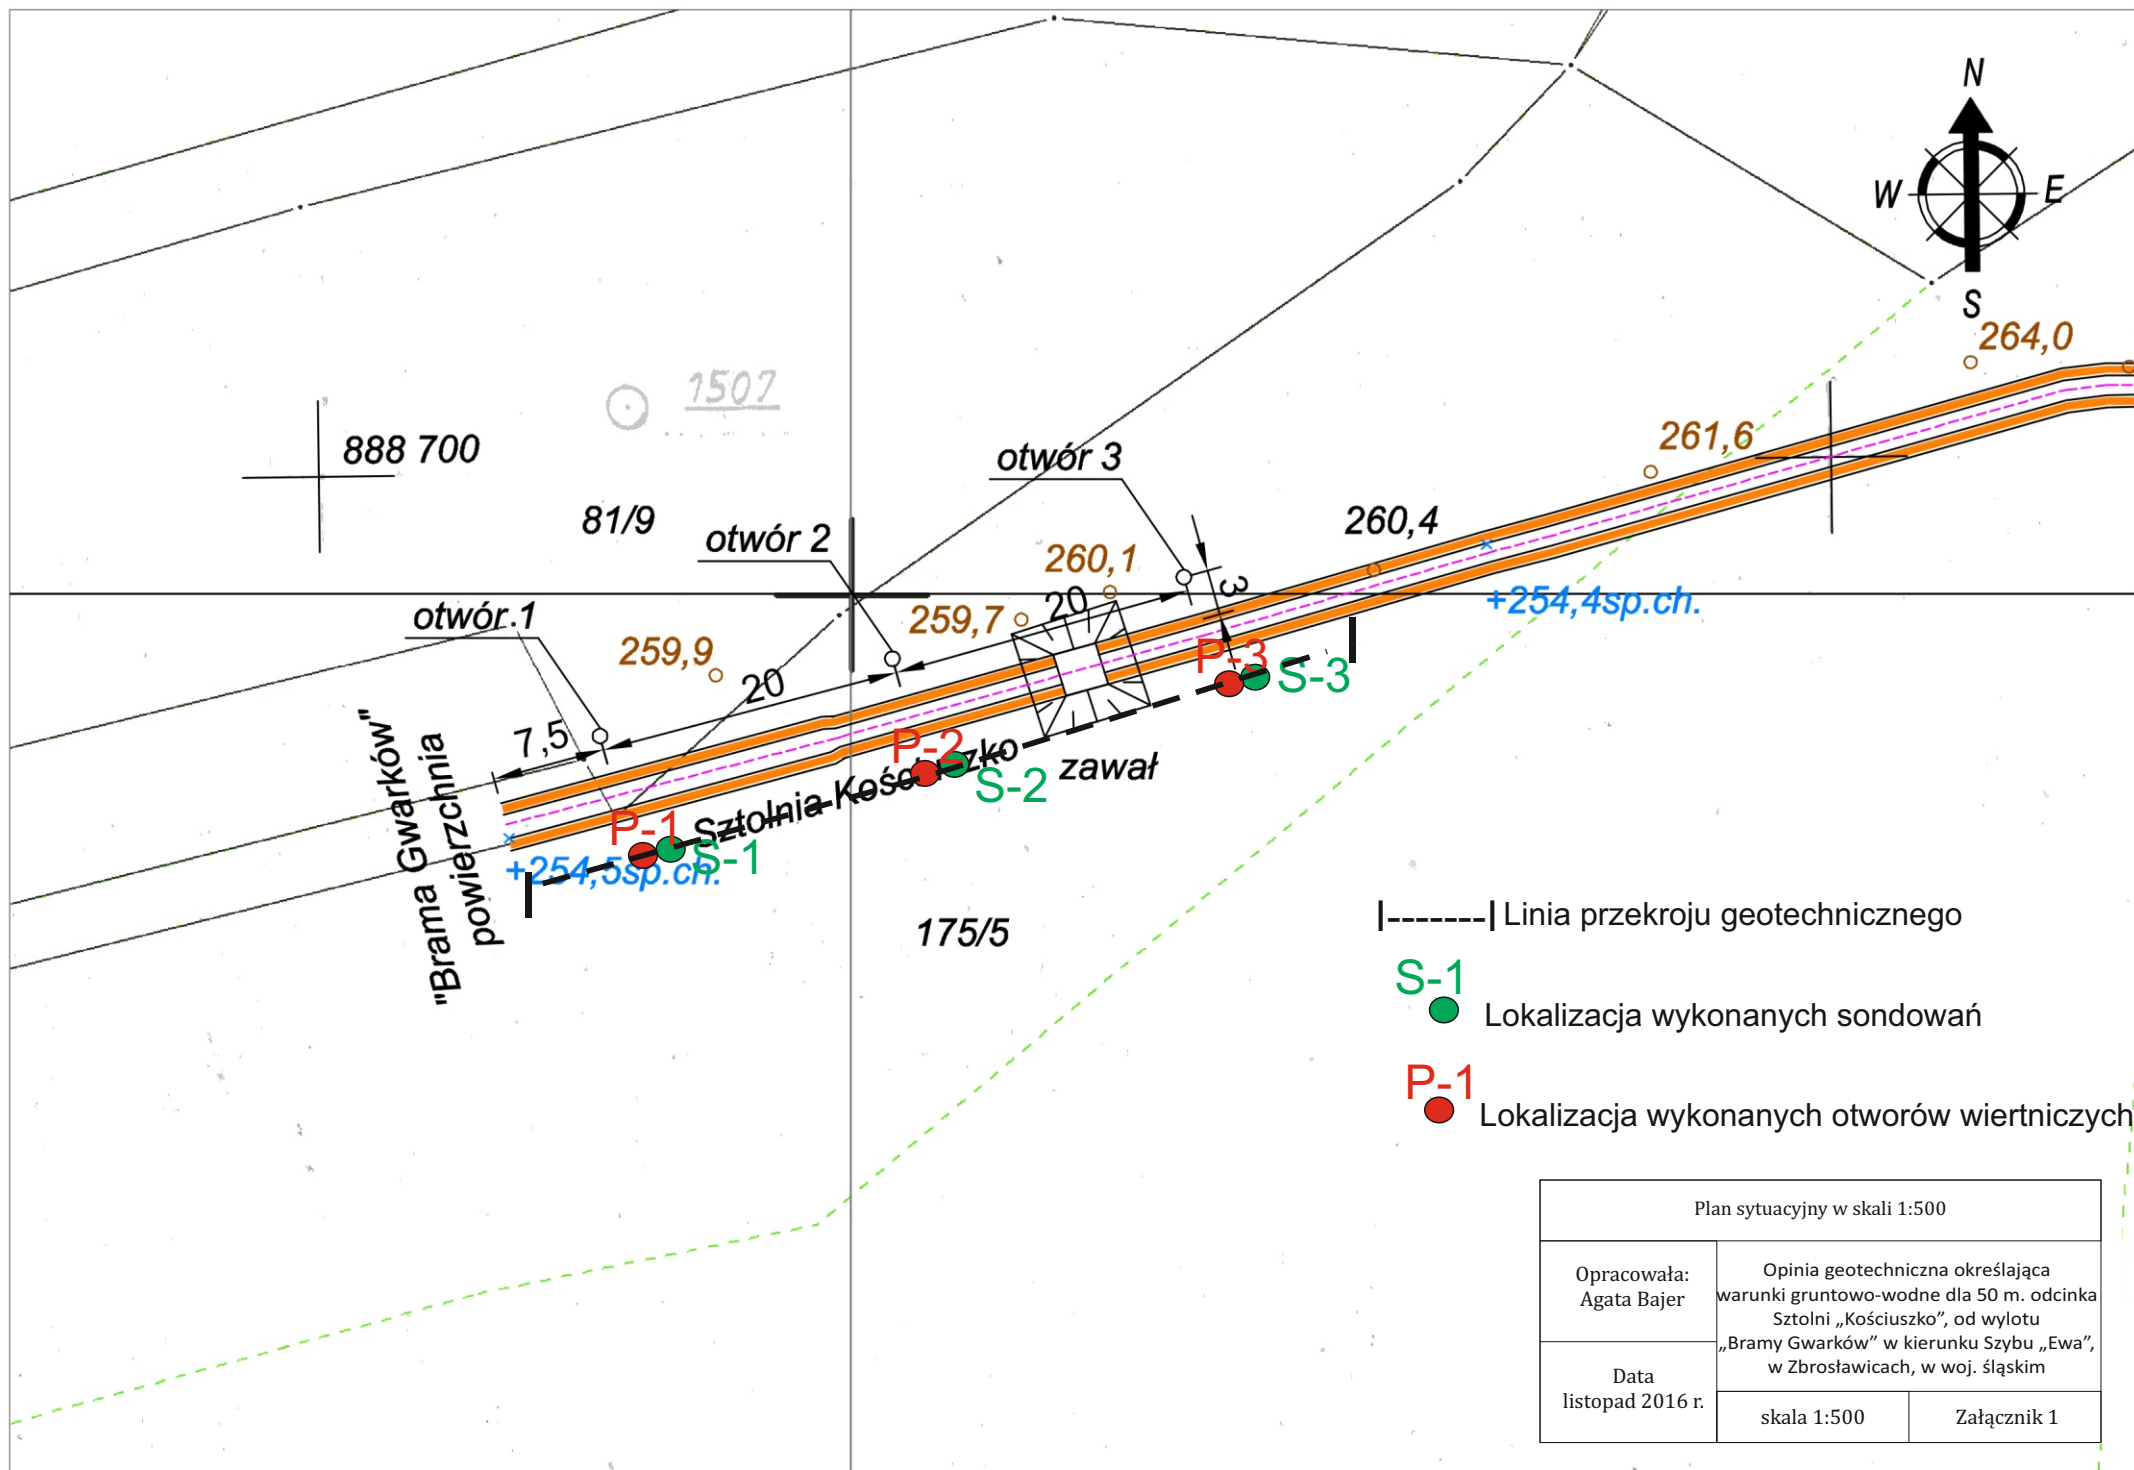 N
W
E
S
264,0
1507
261,6
888 700
otwór 3
81/9
260,4
otwór 2
260,1
3
20
+254,4sp.ch.
otwór 1
259,7
259,9
P-3
S-3
20
7,5
"Brama Gwarków"
powierzchnia
P-2
S-2
zawał
Sztolnia Kościuszko
P-1
S-1
+254,5sp.ch.
175/5
Linia przekroju geotechnicznego
S-1
Lokalizacja wykonanych sondowań
P-1
Lokalizacja wykonanych otworów wiertniczych
Plan sytuacyjny w skali 1:500
Opracowała:
Agata Bajer
Opinia geotechniczna określająca
warunki gruntowo-wodne dla 50 m. odcinka
Sztolni „Kościuszko”, od wylotu
„Bramy Gwarków” w kierunku Szybu „Ewa”,
w Zbrosławicach, w woj. śląskim
Data
listopad 2016 r.
skala 1:500
Załącznik 1